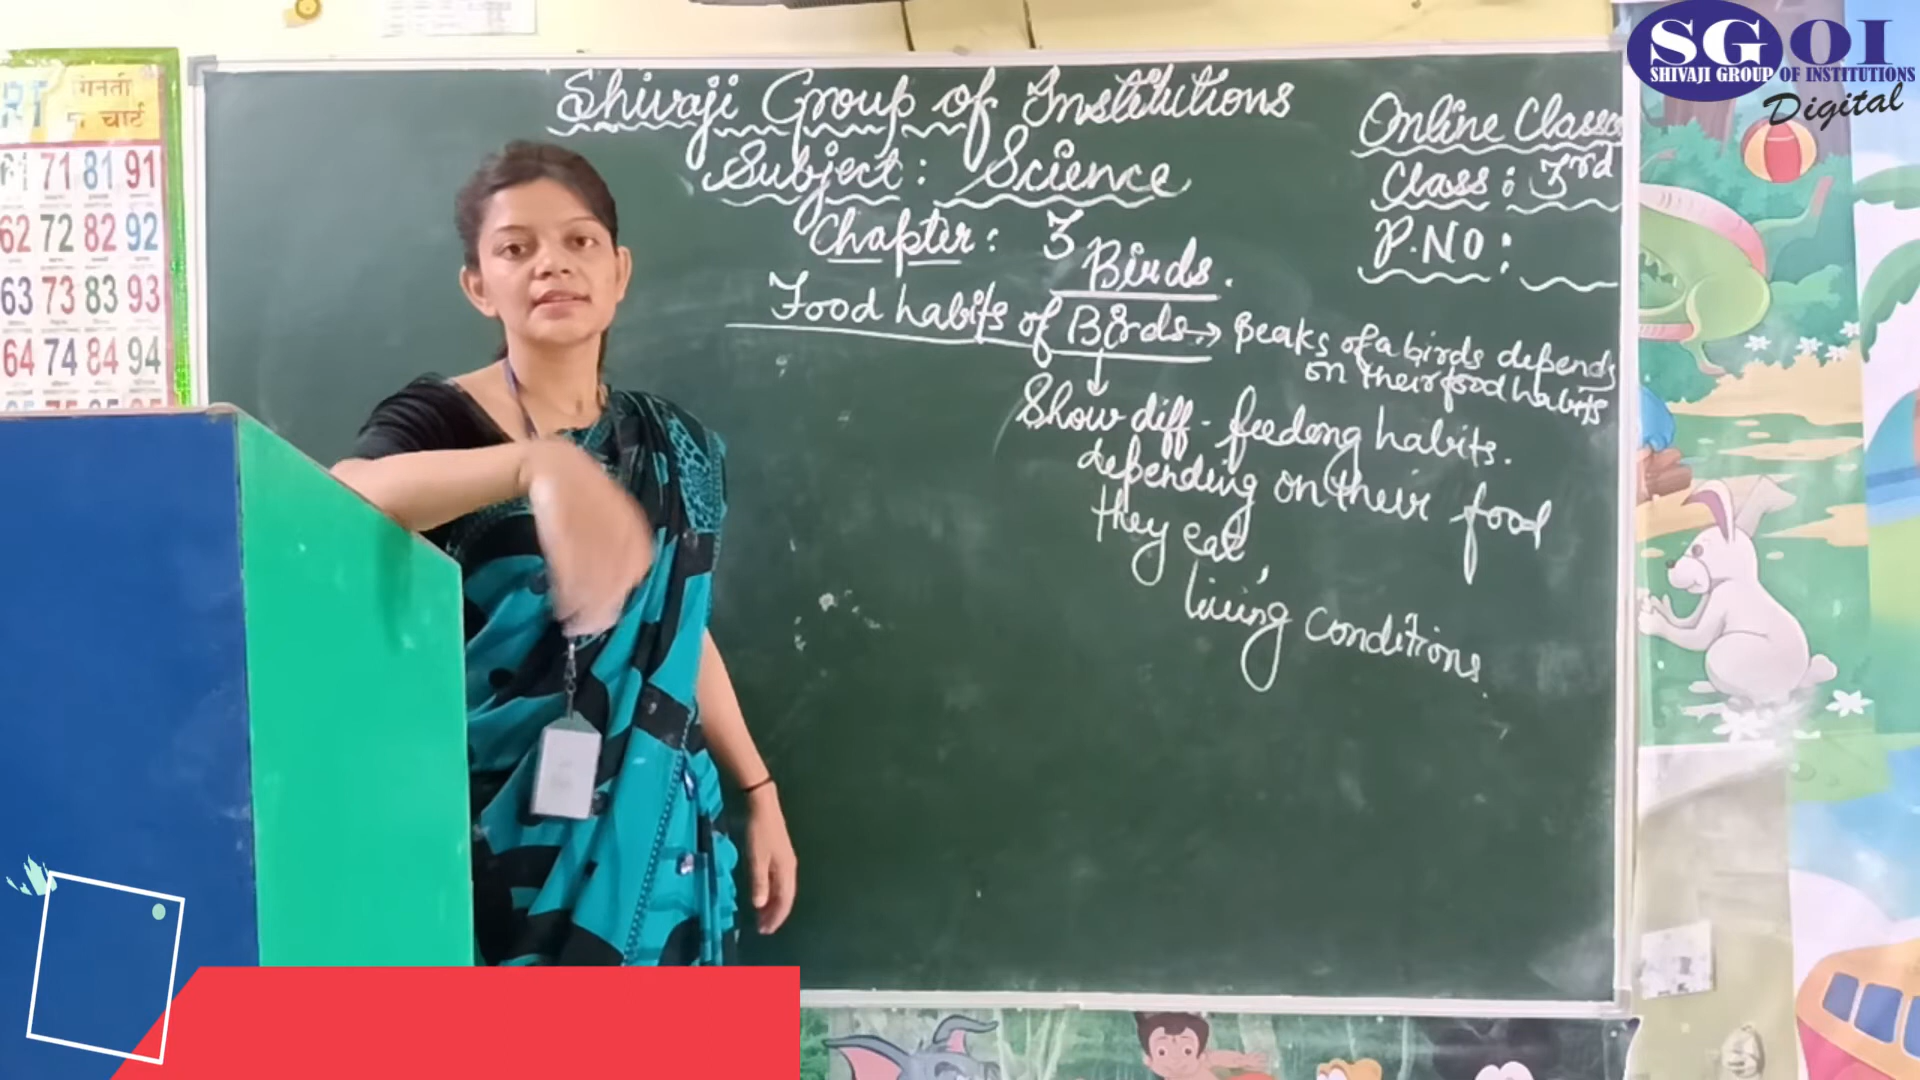 SGOI
SHIVAJI GROUP OF INSTITUTIONS
Digital
गिनती
चार्ट
61 71 81 91
62 72 82 92
63 73 83 93
64 74 84 94
Shivaji Group of Institutions
Subject: Science
Chapter: 3
Birds.
Food habits of Birds → Beaks of a birds depends
on their food habits
Show diff - feeding habits.
depending on their food
they eat,
living conditions.
Online Classes
Class: 3rd
P.NO: